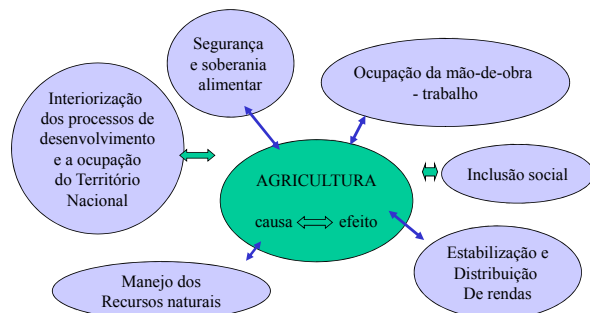 Segurança
e soberania
alimentar
Ocupação da mão-de-obra
- trabalho
Interiorização
dos processos de
desenvolvimento
e a ocupação
do Território
Nacional
AGRICULTURA
causa efeito
Inclusão social
Estabilização e
Distribuição
De rendas
Manejo dos
Recursos naturais